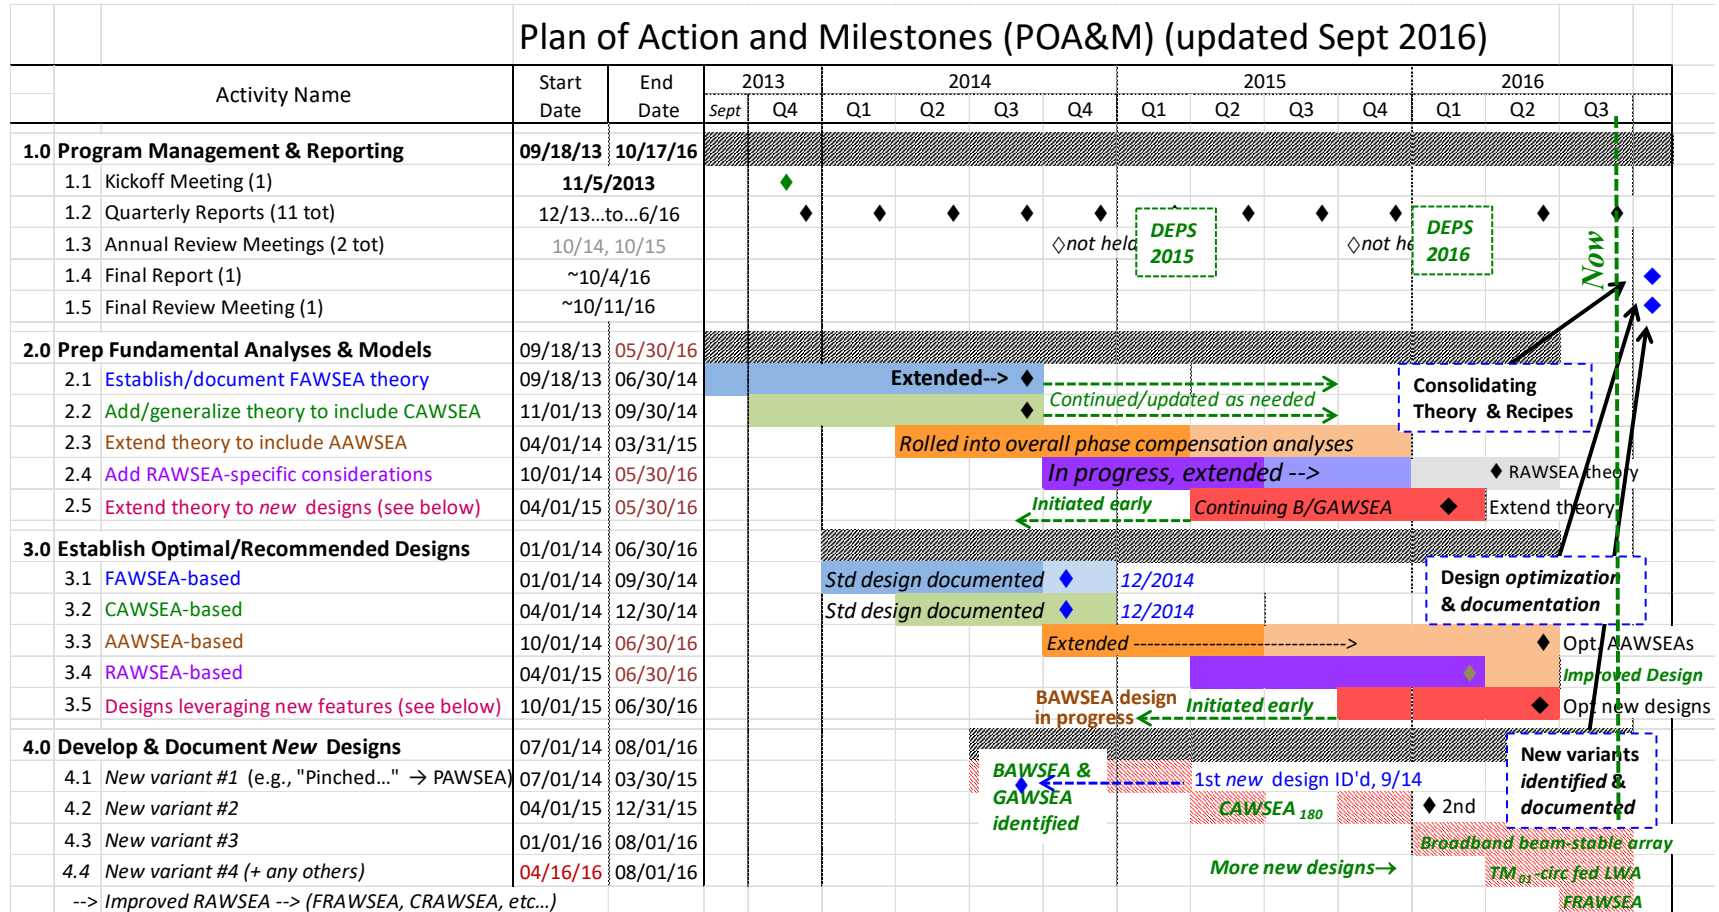 Plan of Action and Milestones (POA&M) (updated Sept 2016)
Activity Name Start Date End Date 2013 2014 2015 2016
Sept Q4 Q1 Q2 Q3 Q4 Q1 Q2 Q3 Q4 Q1 Q2 Q3
1.0 Program Management & Reporting 09/18/13 10/17/16
1.1 Kickoff Meeting (1) 11/5/2013
1.2 Quarterly Reports (11 tot) 12/13...to...6/16
1.3 Annual Review Meetings (2 tot) 10/14, 10/15 ◊not held
DEPS
2015
◊not
DEPS
2016
Now
1.4 Final Report (1) ~10/4/16
1.5 Final Review Meeting (1) ~10/11/16
2.0 Prep Fundamental Analyses & Models 09/18/13 05/30/16
2.1 Establish/document FAWSEA theory 09/18/13 06/30/14 Extended-->
Continued/updated as needed
2.2 Add/generalize theory to include CAWSEA 11/01/13 09/30/14
Consolidating
Theory & Recipes
2.3 Extend theory to include AAWSEA 04/01/14 03/31/15 Rolled into overall phase compensation analyses
2.4 Add RAWSEA-specific considerations 10/01/14 05/30/16 In progress, extended --> RAWSEA theory
2.5 Extend theory to new designs (see below) 04/01/15 05/30/16 Initiated early Continuing B/GAWSEA Extend theory
3.0 Establish Optimal/Recommended Designs 01/01/14 06/30/16
3.1 FAWSEA-based 01/01/14 09/30/14 Std design documented 12/2014
3.2 CAWSEA-based 04/01/14 12/30/14 Std design documented 12/2014
Design optimization
& documentation
3.3 AAWSEA-based 10/01/14 06/30/16 Extended ----------------------------> Opt. AAWSEAs
3.4 RAWSEA-based 04/01/15 06/30/16 Improved Design
3.5 Designs leveraging new features (see below) 10/01/15 06/30/16
BAWSEA design
in progress
Initiated early Opt new designs
4.0 Develop & Document New Designs 07/01/14 08/01/16
4.1 New variant #1 (e.g., "Pinched..." → PAWSEA) 07/01/14 03/30/15
BAWSEA &
GAWSEA
identified
1st new design ID'd, 9/14
New variants
identified &
documented
4.2 New variant #2 04/01/15 12/31/15 CAWSEA 180 2nd
4.3 New variant #3 01/01/16 08/01/16 Broadband beam-stable array
4.4 New variant #4 (+ any others) 04/16/16 08/01/16 More new designs→ TM01-circ fed LWA
--> Improved RAWSEA --> (FRAWSEA, CRAWSEA, etc...) FRAWSEA